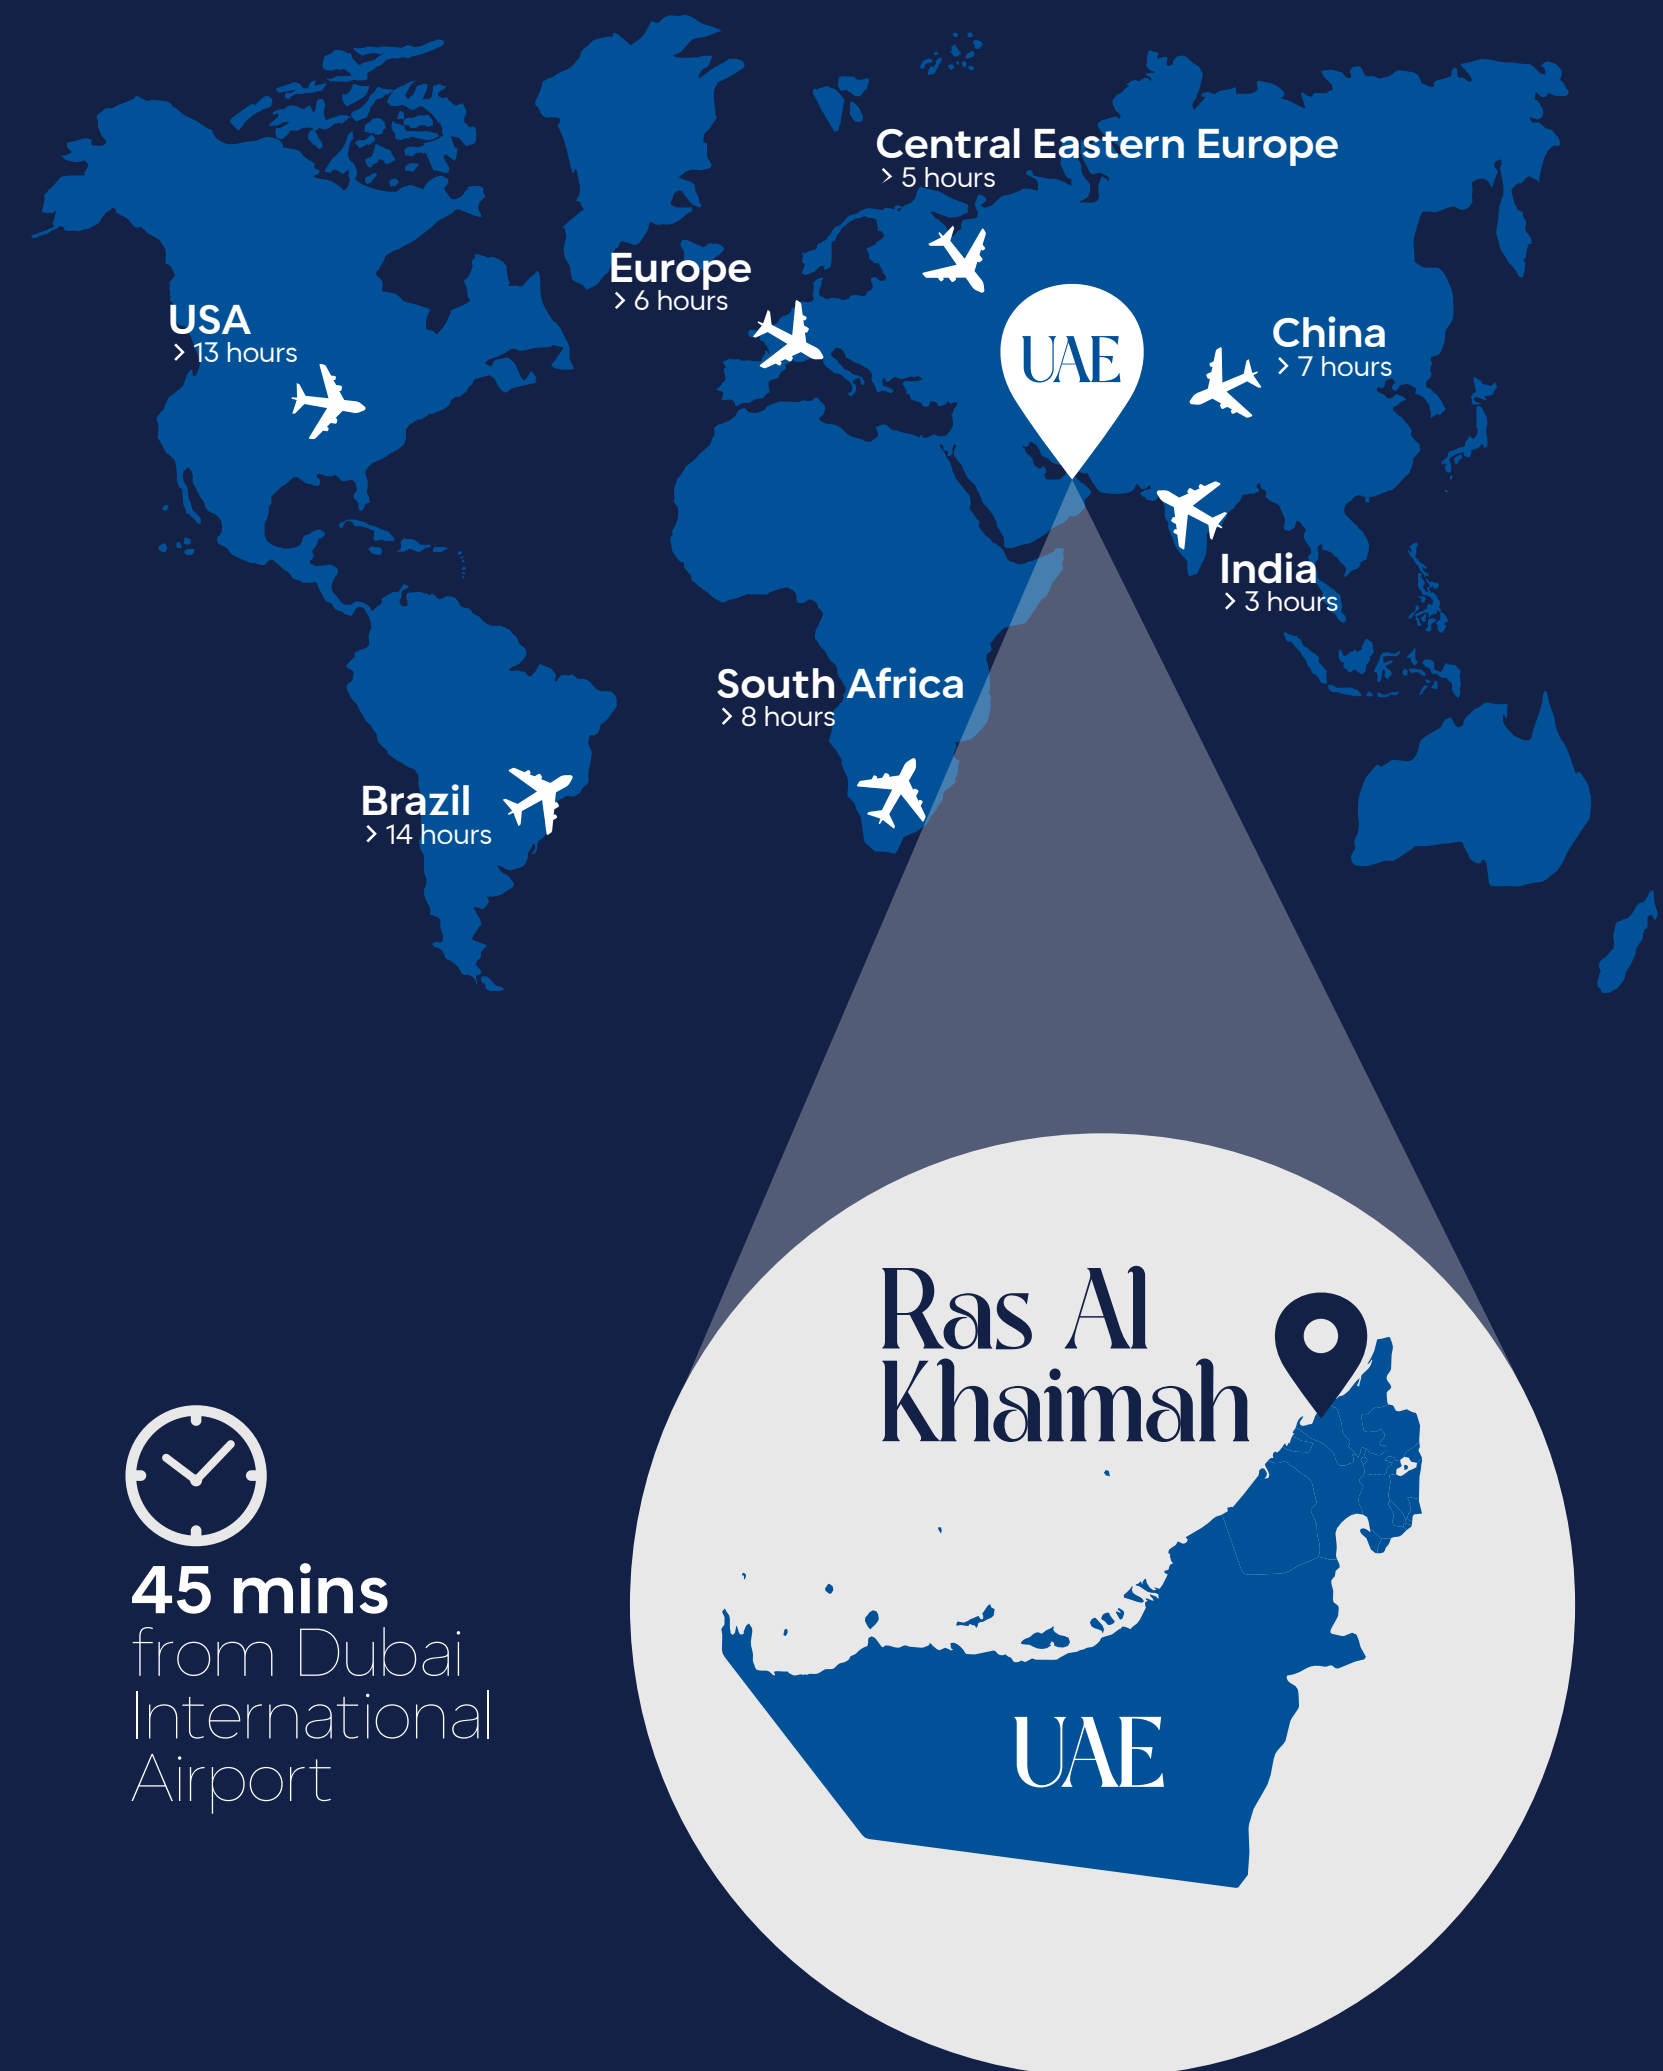 Central Eastern Europe
> 5 hours
Europe
> 6 hours
USA
> 13 hours
UAE
China
> 7 hours
India
> 3 hours
South Africa
> 8 hours
Brazil
> 14 hours
Ras Al
Khaimah
45 mins
from Dubai
International
Airport
UAE